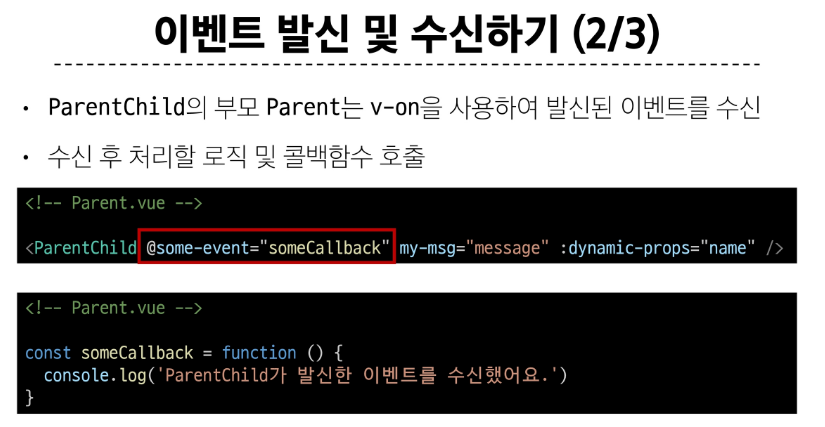 이벤트 발신 및 수신하기 (2/3)
• ParentChild의 부모 Parent는 v-on을 사용하여 발신된 이벤트를 수신
• 수신 후 처리할 로직 및 콜백함수 호출
<!-- Parent.vue -->
<ParentChild @some-event="someCallback" my-msg="message" :dynamic-props="name" />
<!-- Parent.vue -->
const someCallback = function () {
  console.log('ParentChild가 발신한 이벤트를 수신했어요.')
}